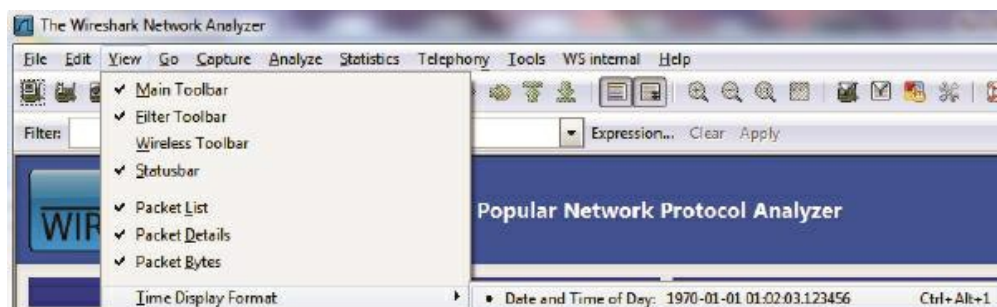 The Wireshark Network Analyzer
File Edit View Go Capture Analyze Statistics Telephony Tools WS internal Help
Main Toolbar
Filter Toolbar
Wireless Toolbar
Statusbar
Packet List
Packet Details
Packet Bytes
Time Display Format
Filter:
Expression... Clear Apply
WIR
Popular Network Protocol Analyzer
Date and Time of Day: 1970-01-01 01:02:03.123456 Ctrl+Alt+1